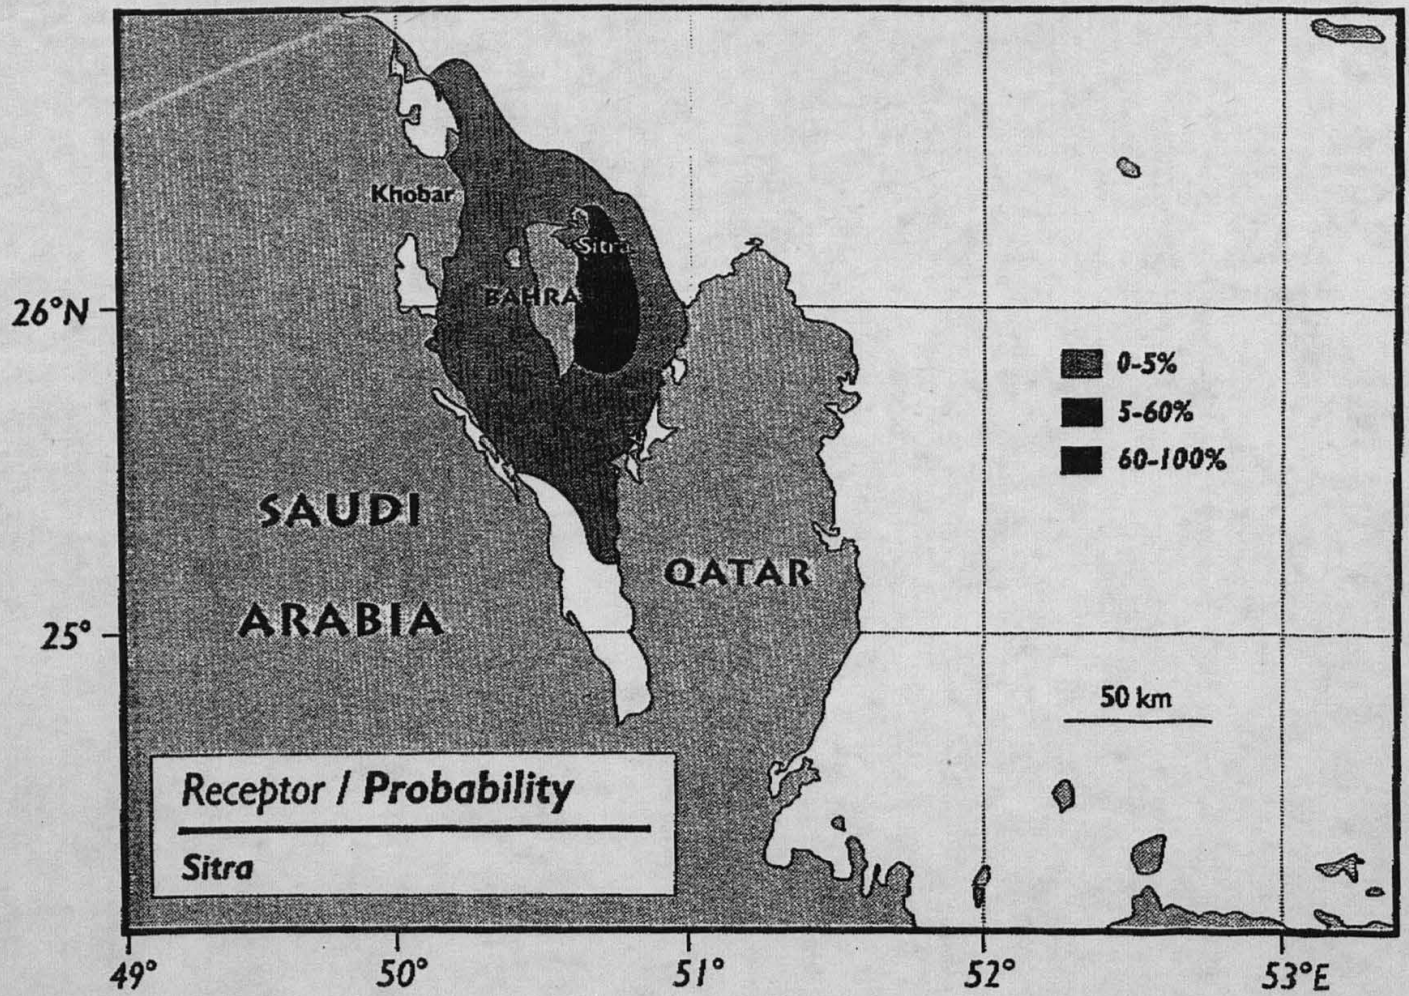 Khobar
Sitra
BAHRA
26°N
0-5%
5-60%
60-100%
SAUDI
ARABIA
QATAR
25°
50 km
Receptor / Probability
Sitra
49°
50°
51°
52°
53°E